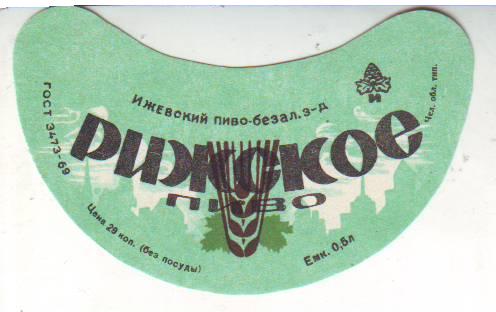 Ижевский пиво-безал. з-д
И
Чел. обл. тип.
ГОСТ 3473-69
Рижское
пиво
Цена 29 коп. (без посуды)
Емк. 0,5л